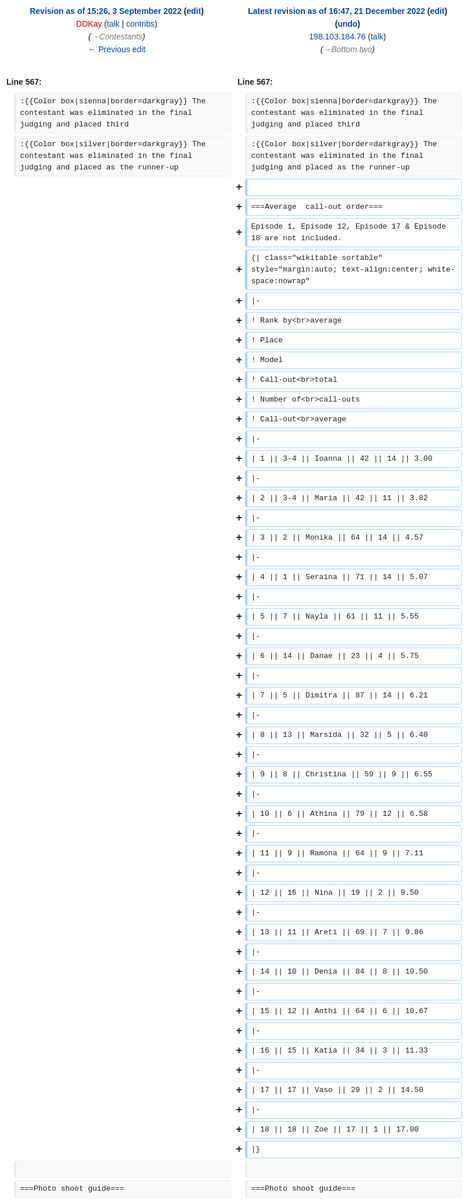 Revision as of 15:26, 3 September 2022 (edit)
DDKay (talk | contribs)
(→Contestants)
← Previous edit
Latest revision as of 16:47, 21 December 2022 (edit)
(undo)
198.103.184.76 (talk)
(→Bottom two)
Line 567:
Line 567:
:{{Color box|sienna|border=darkgray}} The
contestant was eliminated in the final
judging and placed third
:{{Color box|sienna|border=darkgray}} The
contestant was eliminated in the final
judging and placed third
:{{Color box|silver|border=darkgray}} The
contestant was eliminated in the final
judging and placed as the runner-up
:{{Color box|silver|border=darkgray}} The
contestant was eliminated in the final
judging and placed as the runner-up
+
+ ===Average  call-out order===
+ Episode 1, Episode 12, Episode 17 & Episode
18 are not included.
+ {| class="wikitable sortable"
style="margin:auto; text-align:center; white-
space:nowrap"
+ |-
+ ! Rank by<br>average
+ ! Place
+ ! Model
+ ! Call-out<br>total
+ ! Number of<br>call-outs
+ ! Call-out<br>average
+ |-
+ | 1 || 3-4 || Ioanna || 42 || 14 || 3.00
+ |-
+ | 2 || 3-4 || Maria || 42 || 11 || 3.82
+ |-
+ | 3 || 2 || Monika || 64 || 14 || 4.57
+ |-
+ | 4 || 1 || Seraina || 71 || 14 || 5.07
+ |-
+ | 5 || 7 || Nayla || 61 || 11 || 5.55
+ |-
+ | 6 || 14 || Danae || 23 || 4 || 5.75
+ |-
+ | 7 || 5 || Dimitra || 87 || 14 || 6.21
+ |-
+ | 8 || 13 || Marsida || 32 || 5 || 6.40
+ |-
+ | 9 || 8 || Christina || 59 || 9 || 6.55
+ |-
+ | 10 || 6 || Athina || 79 || 12 || 6.58
+ |-
+ | 11 || 9 || Ramona || 64 || 9 || 7.11
+ |-
+ | 12 || 16 || Nina || 19 || 2 || 9.50
+ |-
+ | 13 || 11 || Areti || 69 || 7 || 9.86
+ |-
+ | 14 || 10 || Denia || 84 || 8 || 10.50
+ |-
+ | 15 || 12 || Anthi || 64 || 6 || 10.67
+ |-
+ | 16 || 15 || Katia || 34 || 3 || 11.33
+ |-
+ | 17 || 17 || Vaso || 29 || 2 || 14.50
+ |-
+ | 18 || 18 || Zoe || 17 || 1 || 17.00
+ |}
===Photo shoot guide===
===Photo shoot guide===